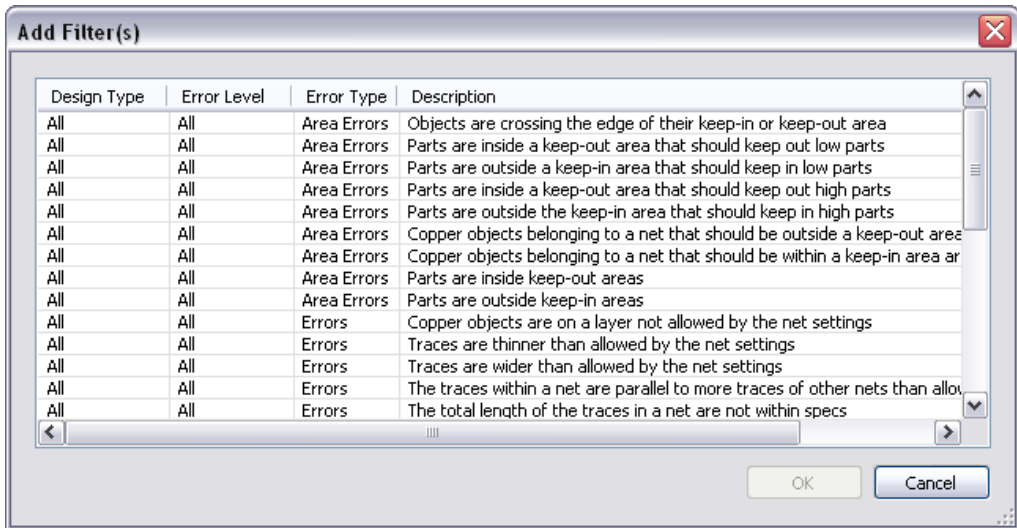 Add Filter(s)
Design Type Error Level Error Type Description
All All Area Errors Objects are crossing the edge of their keep-in or keep-out area
All All Area Errors Parts are inside a keep-out area that should keep out low parts
All All Area Errors Parts are outside a keep-in area that should keep in low parts
All All Area Errors Parts are inside a keep-out area that should keep out high parts
All All Area Errors Parts are outside the keep-in area that should keep in high parts
All All Area Errors Copper objects belonging to a net that should be outside a keep-out area
All All Area Errors Copper objects belonging to a net that should be within a keep-in area ar
All All Area Errors Parts are inside keep-out areas
All All Area Errors Parts are outside keep-in areas
All All Errors Copper objects are on a layer not allowed by the net settings
All All Errors Traces are thinner than allowed by the net settings
All All Errors Traces are wider than allowed by the net settings
All All Errors The traces within a net are parallel to more traces of other nets than
All All Errors The total length of the traces in a net are not within specs
OK Cancel